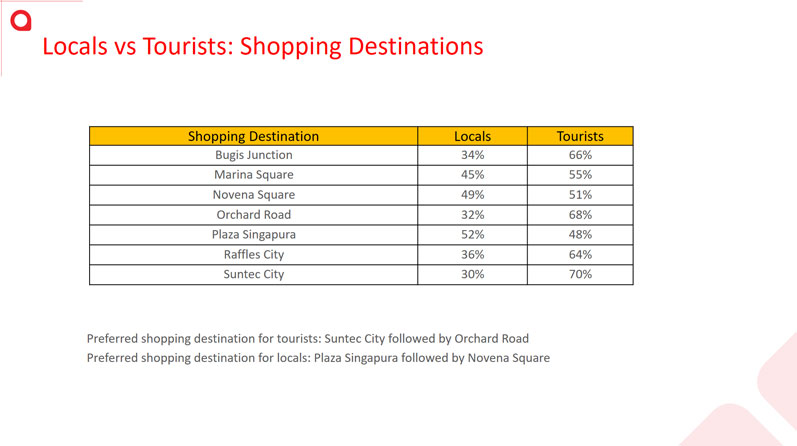 Locals vs Tourists: Shopping Destinations
Shopping Destination Locals Tourists
Bugis Junction 34% 66%
Marina Square 45% 55%
Novena Square 49% 51%
Orchard Road 32% 68%
Plaza Singapura 52% 48%
Raffles City 36% 64%
Suntec City 30% 70%
Preferred shopping destination for tourists: Suntec City followed by Orchard Road
Preferred shopping destination for locals: Plaza Singapura followed by Novena Square